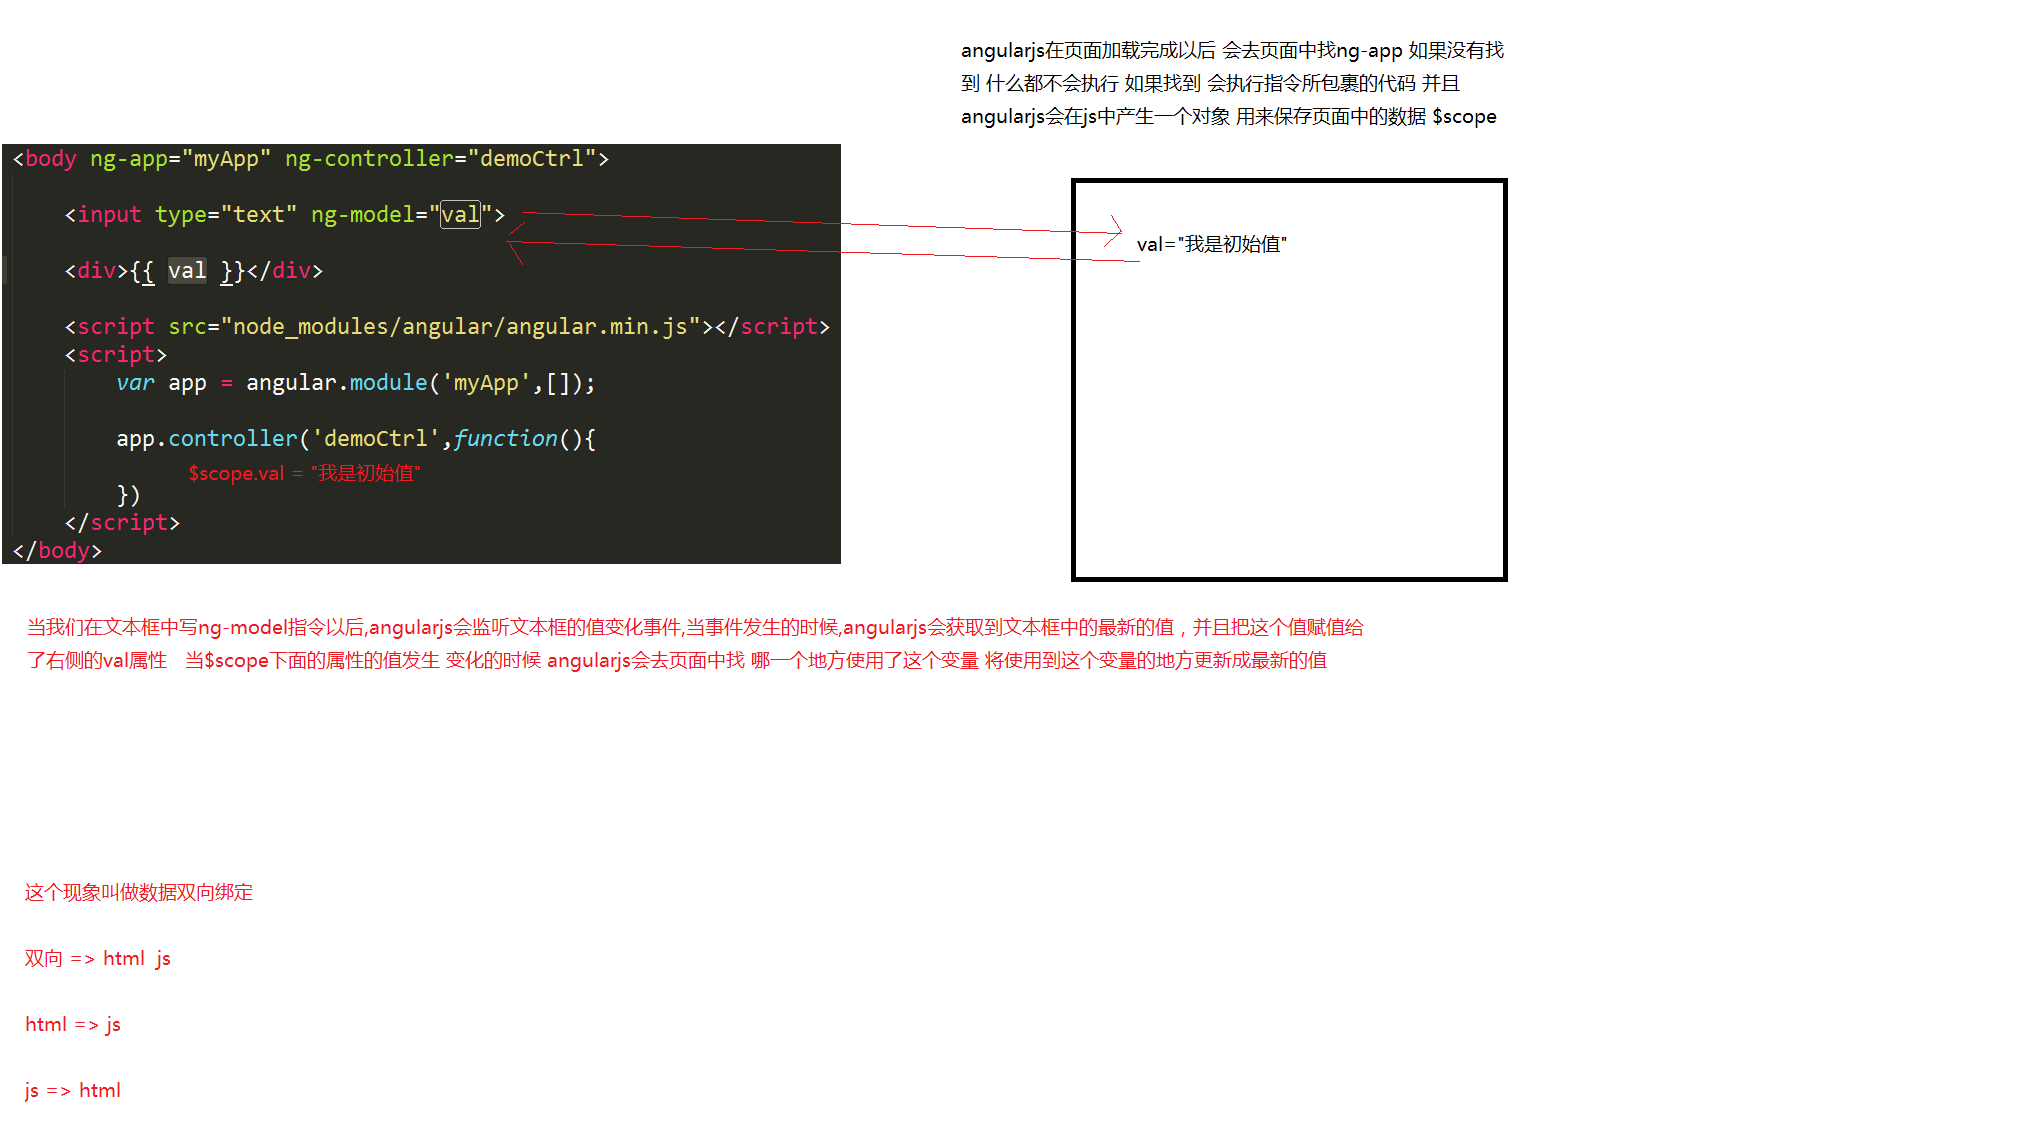 angularjs在页面加载完成以后 会去页面中找ng-app 如果没有找
到 什么都不会执行 如果找到 会执行指令所包裹的代码 并且
angularjs会在js中产生一个对象 用来保存页面中的数据 $scope
<body ng-app="myApp" ng-controller="demoCtrl">
<input type="text" ng-model="val">
val="我是初始值"
<div>{{ val }}</div>
<script src="node_modules/angular/angular.min.js"></script>
<script>
var app = angular.module('myApp',[]);
app.controller('demoCtrl',function(){
$scope.val = "我是初始值"
})
</script>
</body>
当我们在文本框中写ng-model指令以后,angularjs会监听文本框的值变化事件,当事件发生的时候,angularjs会获取到文本框中的最新的值，并且把这个值赋值给
了右侧的val属性 当$scope下面的属性的值发生 变化的时候 angularjs会去页面中找 哪一个地方使用了这个变量 将使用到这个变量的地方更新成最新的值
这个现象叫做数据双向绑定
双向 => html js
html => js
js => html